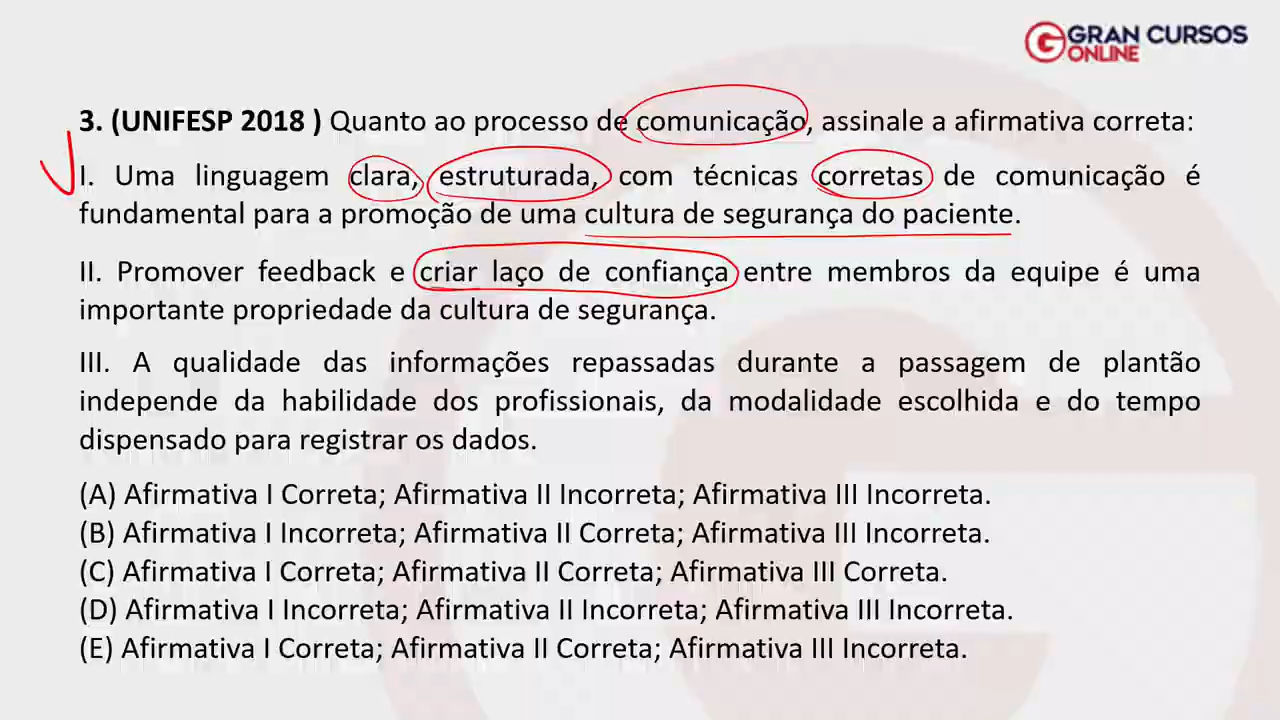 GRAN CURSOS
ONLINE
3. (UNIFESP 2018 ) Quanto ao processo de comunicação, assinale a afirmativa correta:
I. Uma linguagem clara, estruturada, com técnicas corretas de comunicação é
fundamental para a promoção de uma cultura de segurança do paciente.
II. Promover feedback e criar laço de confiança entre membros da equipe é uma
importante propriedade da cultura de segurança.
III. A qualidade das informações repassadas durante a passagem de plantão
independe da habilidade dos profissionais, da modalidade escolhida e do tempo
dispensado para registrar os dados.
(A) Afirmativa I Correta; Afirmativa II Incorreta; Afirmativa III Incorreta.
(B) Afirmativa I Incorreta; Afirmativa II Correta; Afirmativa III Incorreta.
(C) Afirmativa I Correta; Afirmativa II Correta; Afirmativa III Correta.
(D) Afirmativa I Incorreta; Afirmativa II Incorreta; Afirmativa III Incorreta.
(E) Afirmativa I Correta; Afirmativa II Correta; Afirmativa III Incorreta.